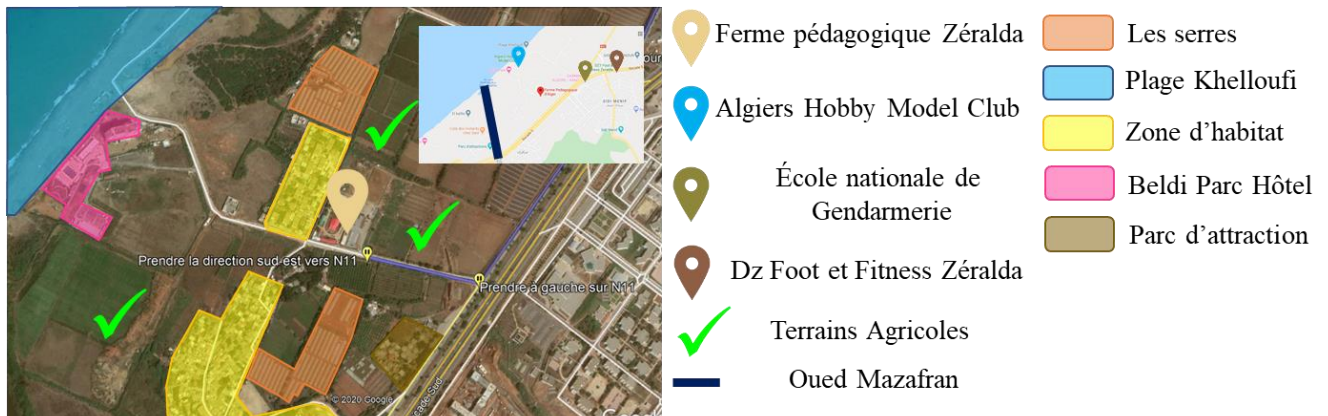 Prendre la direction sud-est vers N11
Prendre à gauche sur N11
© 2020 Google
cade Sud
Ferme pédagogique Zéralda
Algiers Hobby Model Club
École nationale de
Gendarmerie
Dz Foot et Fitness Zéralda
Terrains Agricoles
Oued Mazafran
Les serres
Plage Khelloufi
Zone d'habitat
Beldi Parc Hôtel
Parc d'attraction